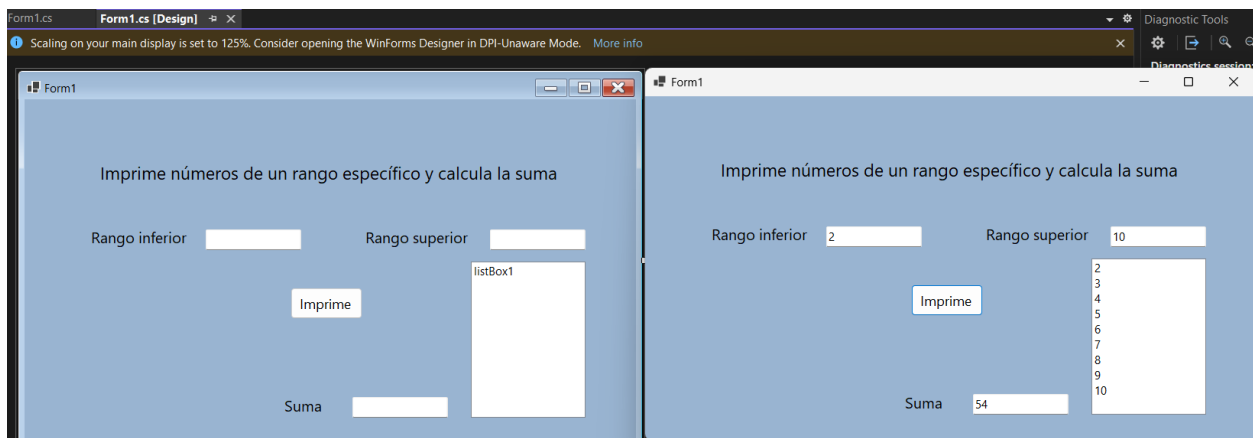 Form1.cs
Form1.cs [Design]
Diagnostic Tools
Scaling on your main display is set to 125%. Consider opening the WinForms Designer in DPI-Unaware Mode. More info
Diagnostics session:
Form1
Imprime números de un rango específico y calcula la suma
Rango inferior
Rango superior
listBox1
Imprime
Suma
Form1
Imprime números de un rango específico y calcula la suma
Rango inferior 2
Rango superior 10
2
3
4
5
6
7
8
9
10
Imprime
Suma 54